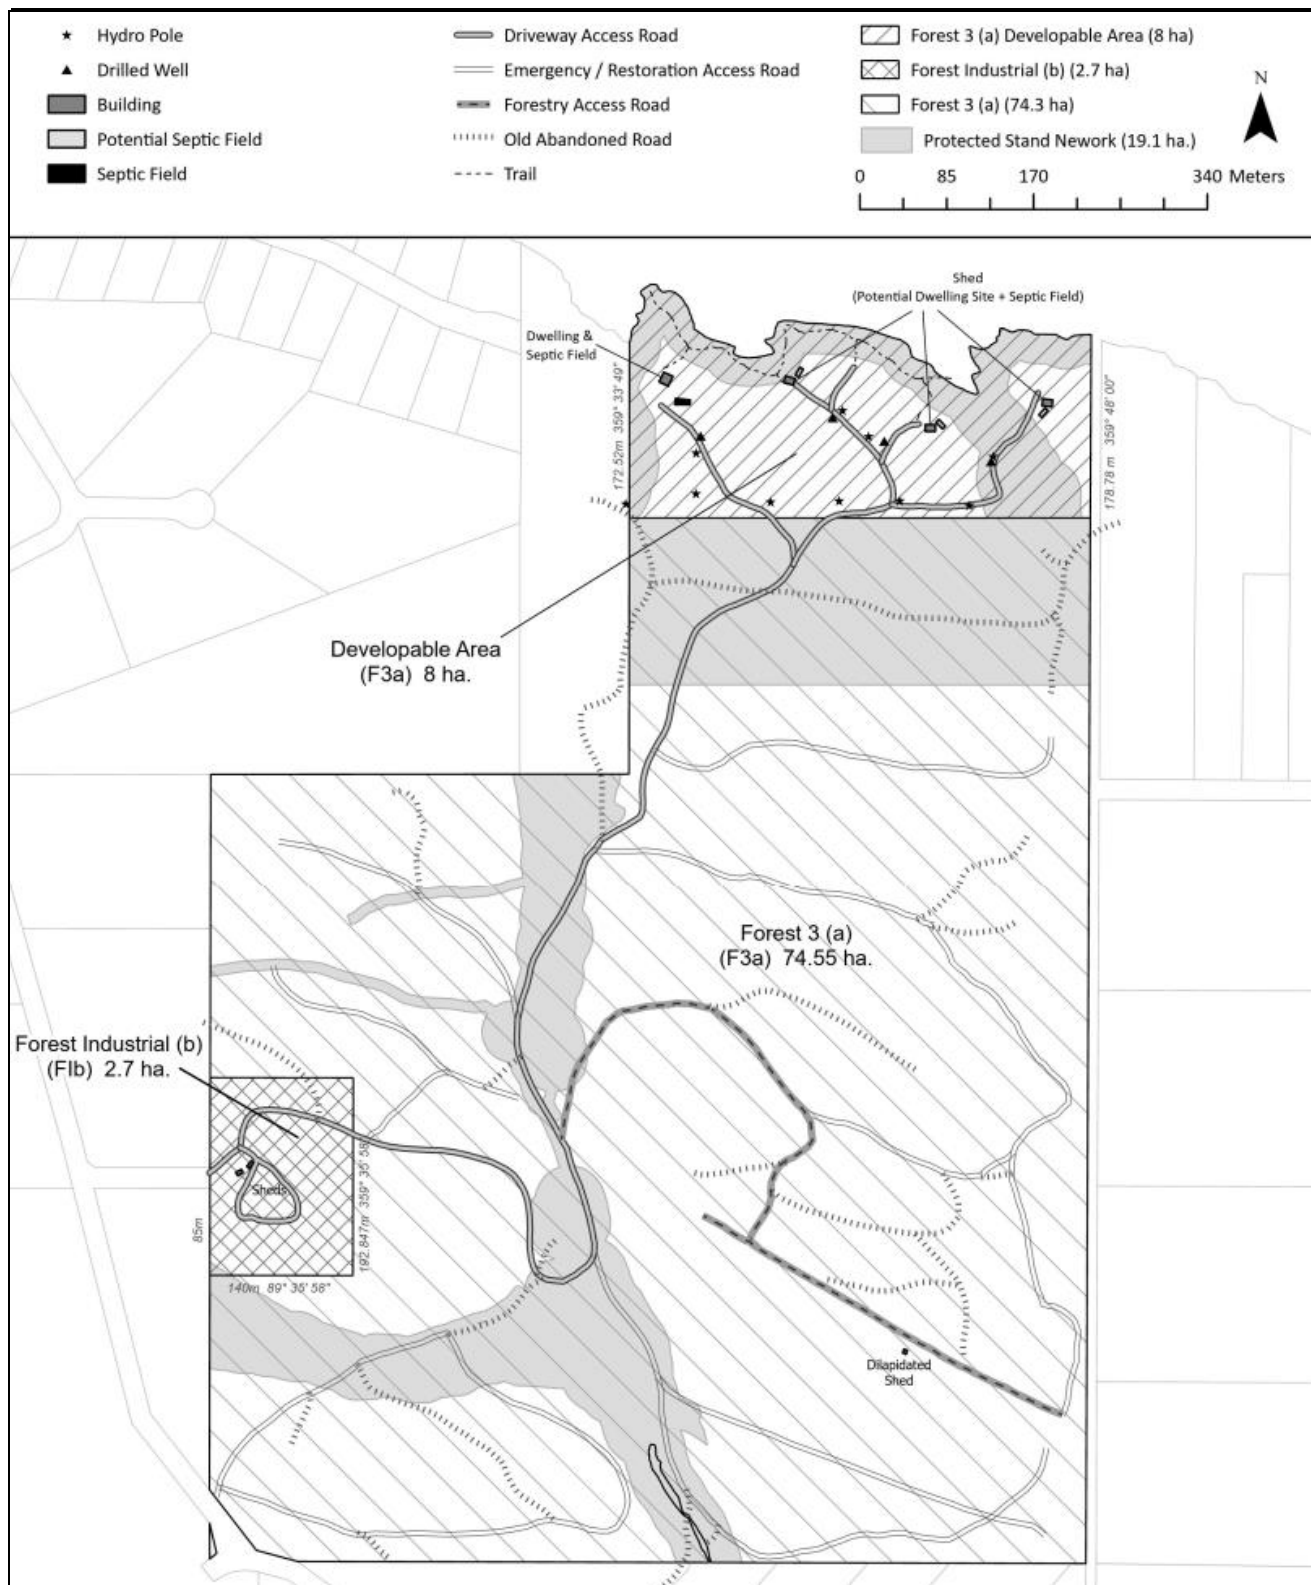 Hydro Pole
Drilled Well
Building
Potential Septic Field
Septic Field
Driveway Access Road
Emergency / Restoration Access Road
Forestry Access Road
Old Abandoned Road
Trail
Forest 3 (a) Developable Area (8 ha)
Forest Industrial (b) (2.7 ha)
Forest 3 (a) (74.3 ha)
Protected Stand Nework (19.1 ha.)
N
0 85 170 340 Meters
Shed
(Potential Dwelling Site + Septic Field)
Dwelling &
Septic Field
172.52m 359° 33' 49"
178.78 m 359° 48' 00"
Developable Area
(F3a) 8 ha.
Forest 3 (a)
(F3a) 74.55 ha.
Forest Industrial (b)
(FIb) 2.7 ha.
Sheds
85m
192.847m 359° 35' 58"
140m 89° 35' 58"
Dilapidated
Shed